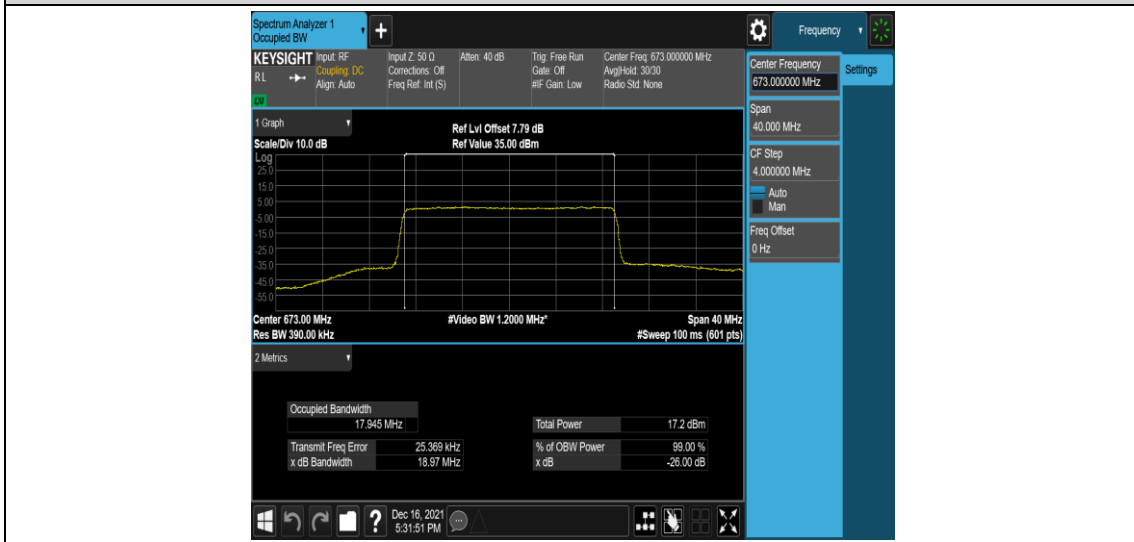 Spectrum Analyzer 1
Occupied BW
+
Frequency
KEYSIGHT Input: RF Input Z: 50 Ω Atten: 40 dB Trig: Free Run Center Freq: 673.000000 MHz
RL Coupling: DC Corrections: Off Gate: Off Avg|Hold: 30/30
Align: Auto Freq Ref: Int (S) #IF Gain: Low Radio Std: None
LXI
Center Frequency
673.000000 MHz
Settings
Span
40.000 MHz
CF Step
4.000000 MHz
Auto
Man
Freq Offset
0 Hz
1 Graph
Ref Lvl Offset 7.79 dB
Scale/Div 10.0 dB Ref Value 35.00 dBm
Log
25.0
15.0
5.00
-5.00
-15.0
-25.0
-35.0
-45.0
-55.0
Center 673.00 MHz #Video BW 1.2000 MHz* Span 40 MHz
Res BW 390.00 kHz #Sweep 100 ms (601 pts)
2 Metrics
Occupied Bandwidth
17.945 MHz Total Power 17.2 dBm
Transmit Freq Error 25.369 kHz % of OBW Power 99.00 %
x dB Bandwidth 18.97 MHz x dB -26.00 dB
? Dec 16, 2021
5:31:51 PM